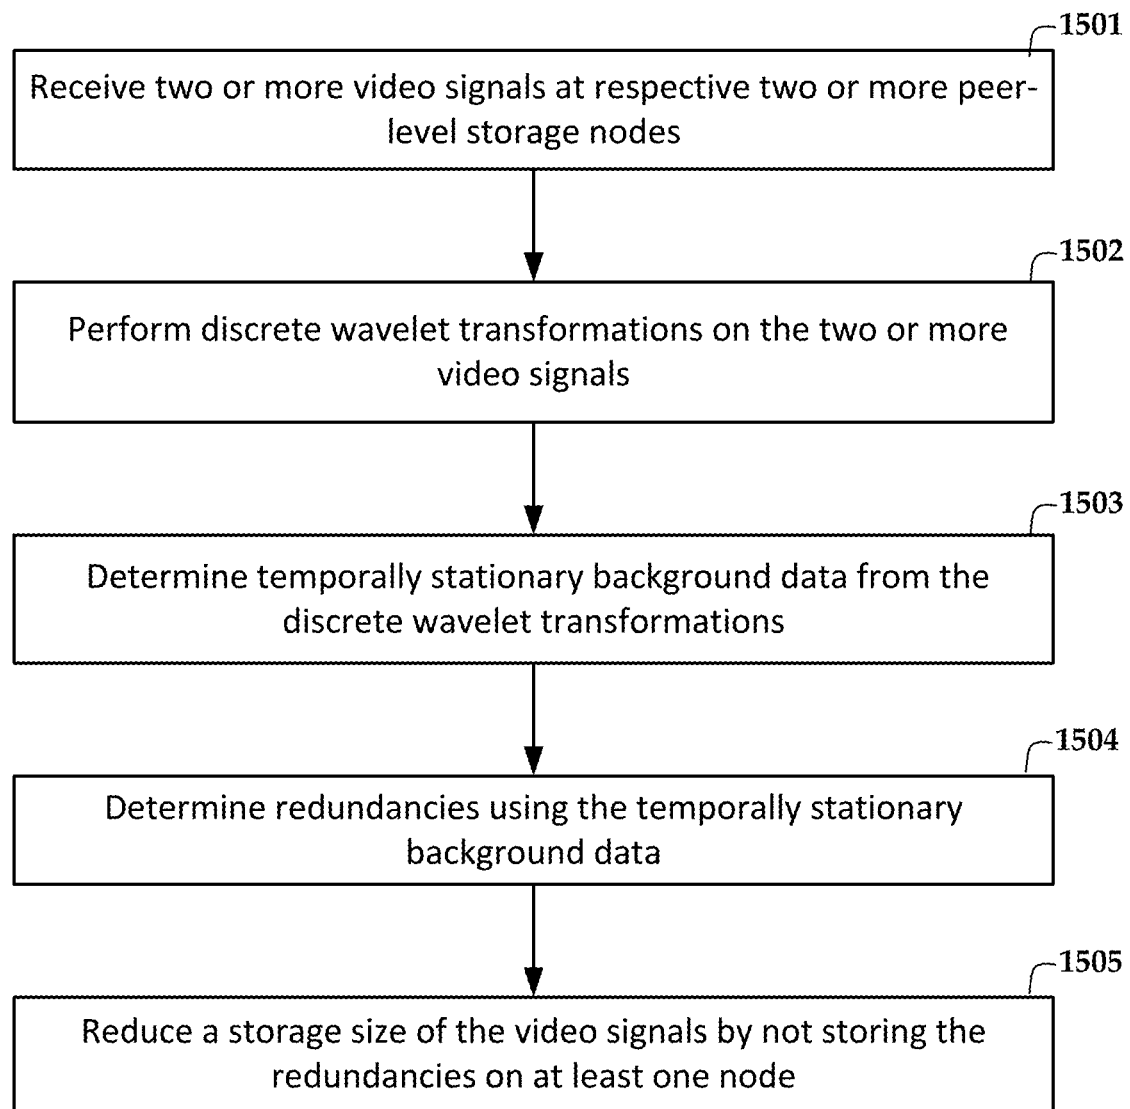 1501
Receive two or more video signals at respective two or more peer-
level storage nodes
1502
Perform discrete wavelet transformations on the two or more
video signals
1503
Determine temporally stationary background data from the
discrete wavelet transformations
1504
Determine redundancies using the temporally stationary
background data
1505
Reduce a storage size of the video signals by not storing the
redundancies on at least one node